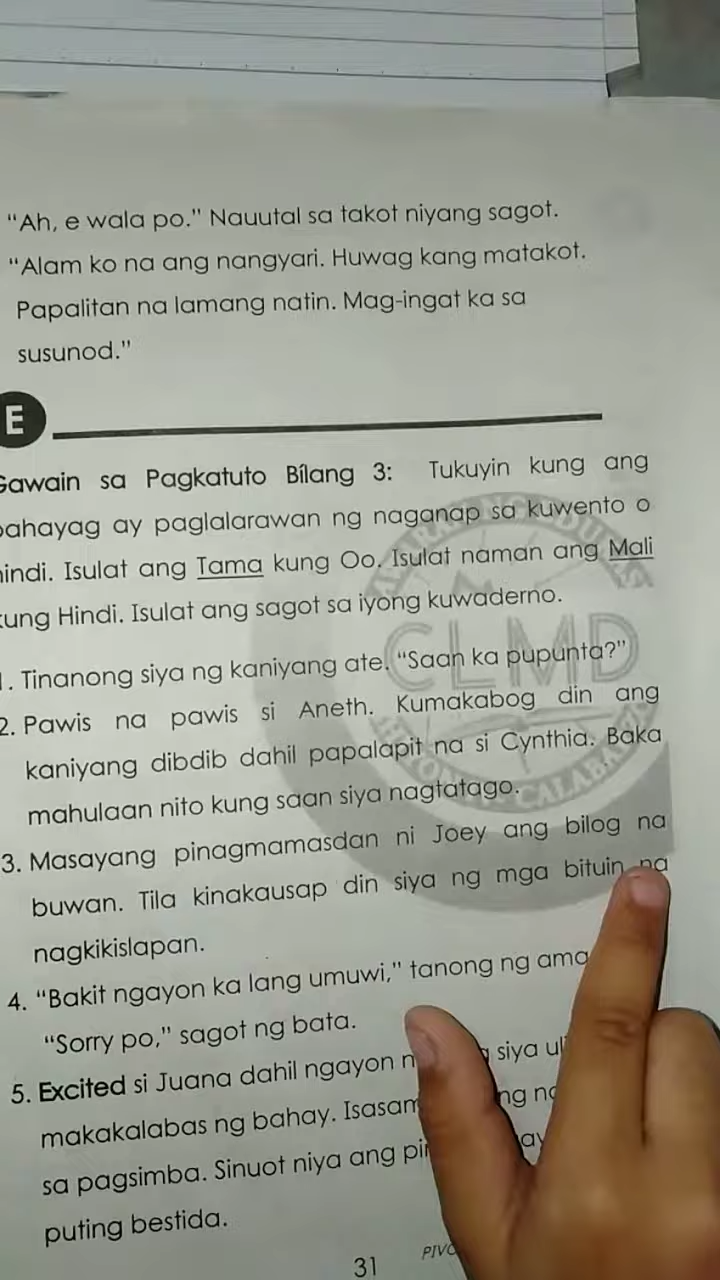 "Ah, e wala po." Nauutal sa takot niyang sagot.
"Alam ko na ang nangyari. Huwag kang matakot.
Papalitan na lamang natin. Mag-ingat ka sa
susunod."
E
Gawain sa Pagkatuto Bilang 3: Tukuyin kung ang
pahayag ay paglalarawan ng naganap sa kuwento o
hindi. Isulat ang Tama kung Oo. Isulat naman ang Mali
kung Hindi. Isulat ang sagot sa iyong kuwaderno.
CLMD
1. Tinanong siya ng kaniyang ate. "Saan ka pupunta?"
2. Pawis na pawis si Aneth. Kumakabog din ang
kaniyang dibdib dahil papalapit na si Cynthia. Baka
mahulaan nito kung saan siya nagtatago.
3. Masayang pinagmamasdan ni Joey ang bilog na
buwan. Tila kinakausap din siya ng mga bituin na
nagkikislapan.
4. "Bakit ngayon ka lang umuwi," tanong ng ama
"Sorry po," sagot ng bata.
5. Excited si Juana dahil ngayon siya
makakalabas ng bahay.
sa pagsimba. Sinuot niya ang
puting bestida.
31